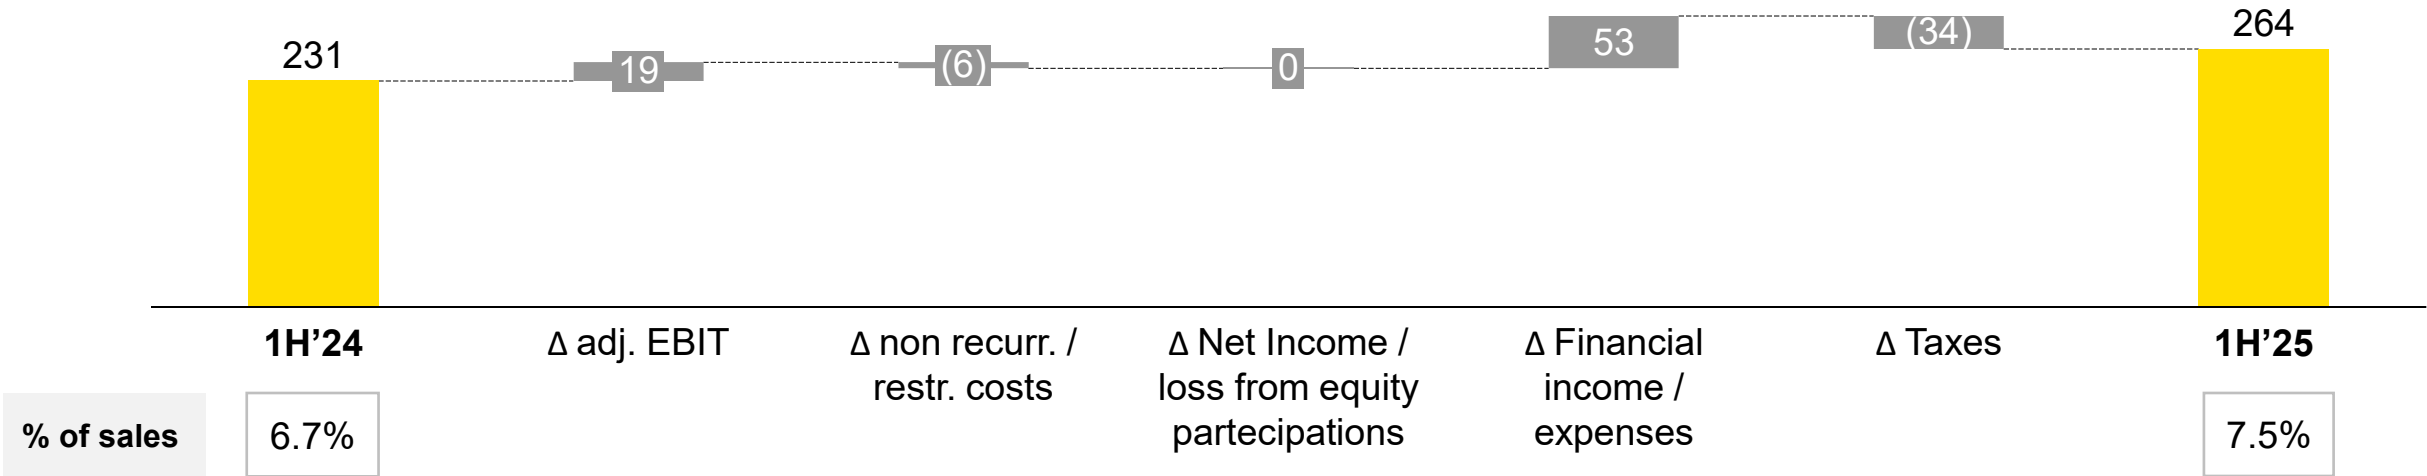 231
19
(6)
0
53
(34)
264
1H’24
Δ adj. EBIT
Δ non recurr. /
restr. costs
Δ Net Income /
loss from equity
partecipations
Δ Financial
income /
expenses
Δ Taxes
1H’25
% of sales
6.7%
7.5%